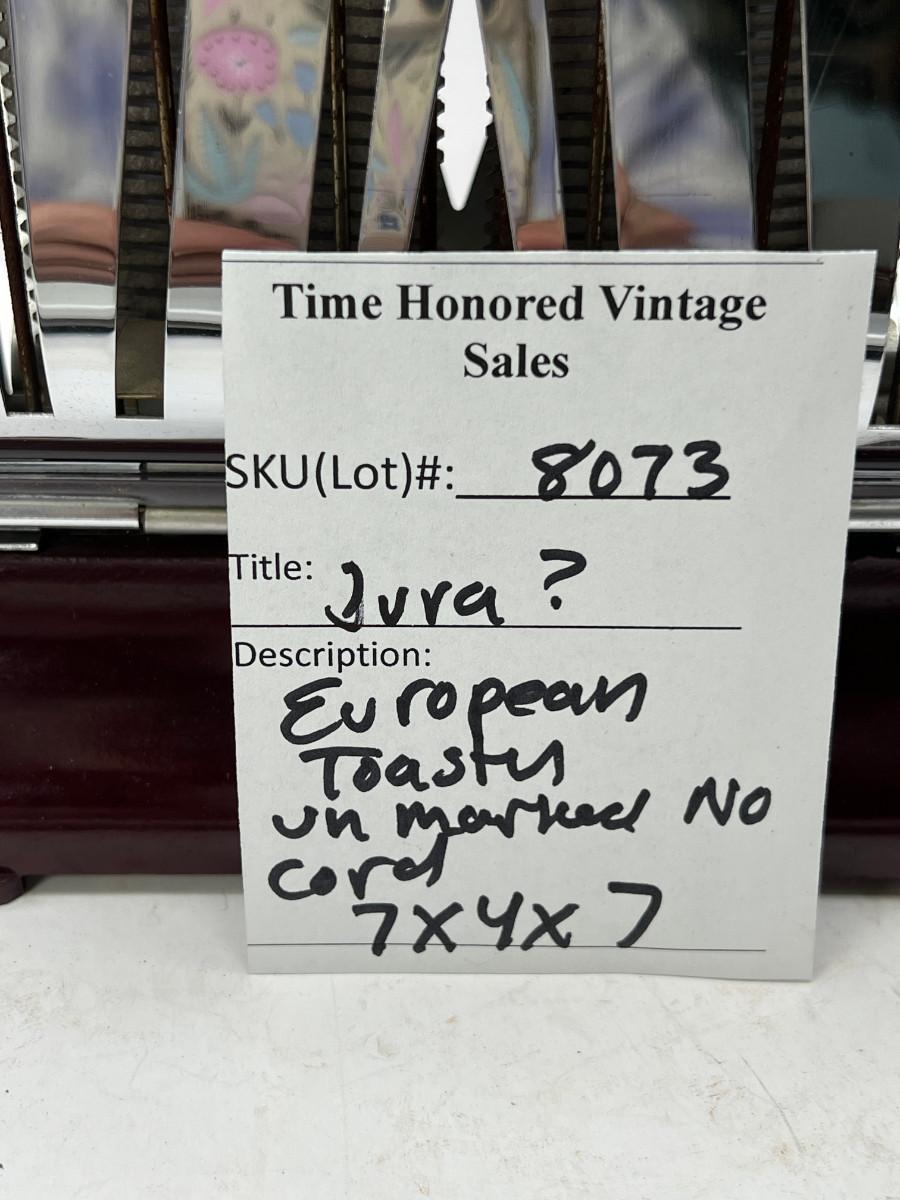 Time Honored Vintage
Sales
SKU(Lot)#: 8073
Title: Jura ?
Description:
European
Toaster
un marked No
cord
7x4x7